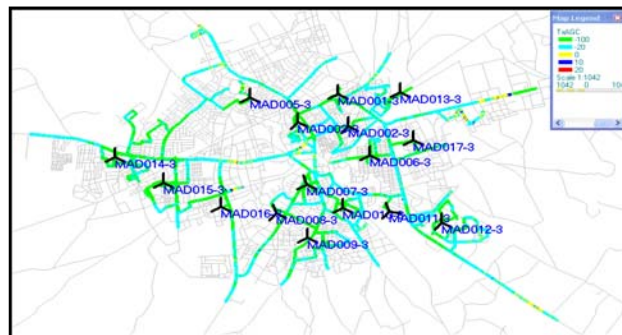 Map Legend
TxAGC
-100
-20
0
10
20
Scale 1:1042
1042 0
MAD005-3
MAD001-3
MAD013-3
MAD002-3
MAD017-3
MAD006-3
MAD014-3
MAD015-3
MAD007-3
MAD016
MAD008-3
MAD011-3
MAD012-3
MAD009-3